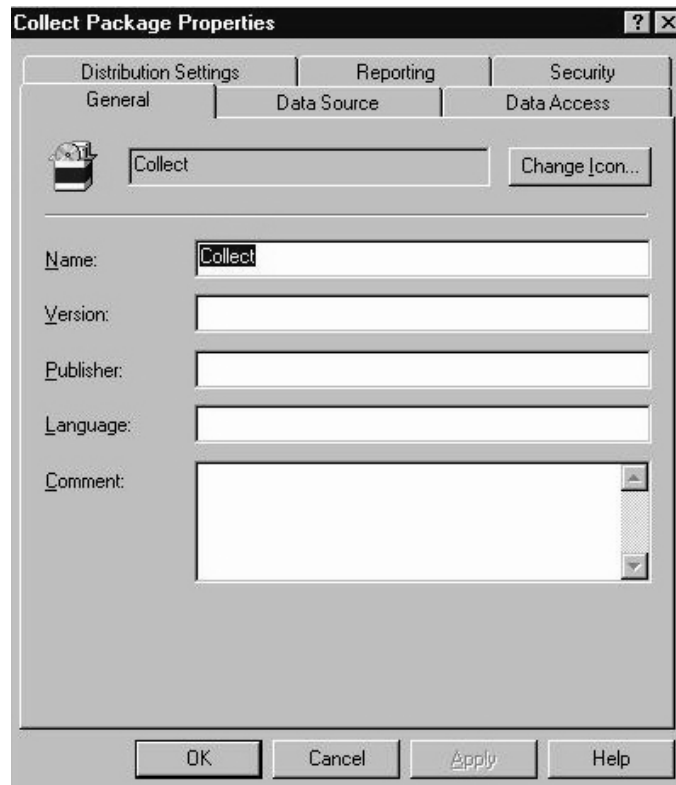 Collect Package Properties
Distribution Settings Reporting Security
General Data Source Data Access
Collect Change Icon...
Name: Collect
Version:
Publisher:
Language:
Comment:
OK Cancel Apply Help